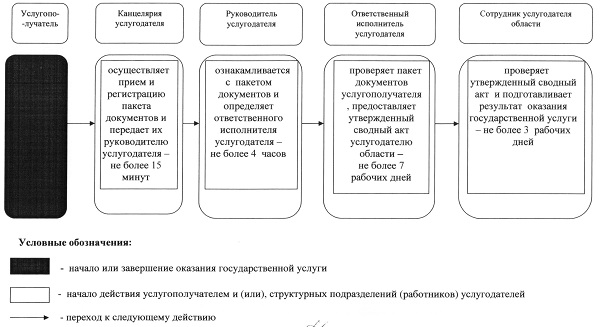 Услугопо-
-лучатель
Канцелярия
услугодателя
Руководитель
услугодателя
Ответственный
исполнитель
услугодателя
Сотрудник услугодателя
области
осуществляет
прием и
регистрацию
пакета
документов и
передает их
руководителю
услугодателя –
не более 15
минут
ознакамливается
с пакетом
документов и
определяет
ответственного
исполнителя
услугодателя –
не более 4 часов
проверяет пакет
документов
услугополучателя
, предоставляет
утвержденный
сводный акт
услугодателю
области–
не более 7
рабочих дней
проверяет
утвержденный сводный
акт и подготавливает
результат оказания
государственной услуги
– не более 3 рабочих
дней
Условные обозначения:
- начало или завершение оказания государственной услуги
- начало действия услугополучателем и (или), структурных подразделений (работников) услугодателей
- переход к следующему действию